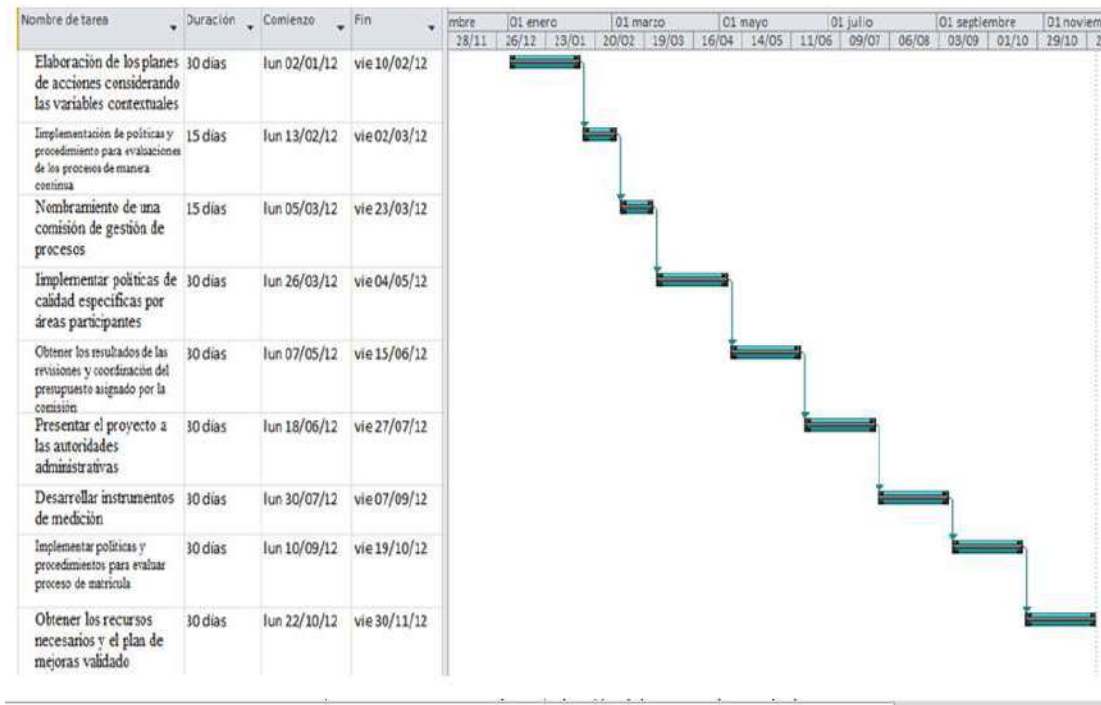 Nombre de tarea Duración Comienzo Fin
mbre 01 enero 01 marzo 01 mayo 01 julio 01 septiembre 01 noviem
28/11 26/12 23/01 20/02 19/03 16/04 14/05 11/06 09/07 06/08 03/09 01/10 29/10 2
Elaboración de los planes 30 días lun 02/01/12 vie 10/02/12
de acciones considerando
las variables contextuales
Iimplementación de políticas y 15 días lun 13/02/12 vie 02/03/12
procedimiento para evaluaciones
de los procesos de manera
continua
Nombramiento de una 15 días lun 05/03/12 vie 23/03/12
comisión de gestión de
procesos
Iimplementar políticas de 30 días lun 26/03/12 vie 04/05/12
calidad especificas por
áreas participantes
Obtener los resultados de las 30 días lun 07/05/12 vie 15/06/12
revisiones y coordinación del
presupuesto asignado por la
comisión
Presentar el proyecto a 30 días lun 18/06/12 vie 27/07/12
las autoridades
administrativas
Desarrollar instrumentos 30 días lun 30/07/12 vie 07/09/12
de medición
Implementar políticas y 30 días lun 10/09/12 vie 19/10/12
procedimientos para evaluar
proceso de matricula
Obtener los recursos 30 días lun 22/10/12 vie 30/11/12
necesarios y el plan de
mejoras validado